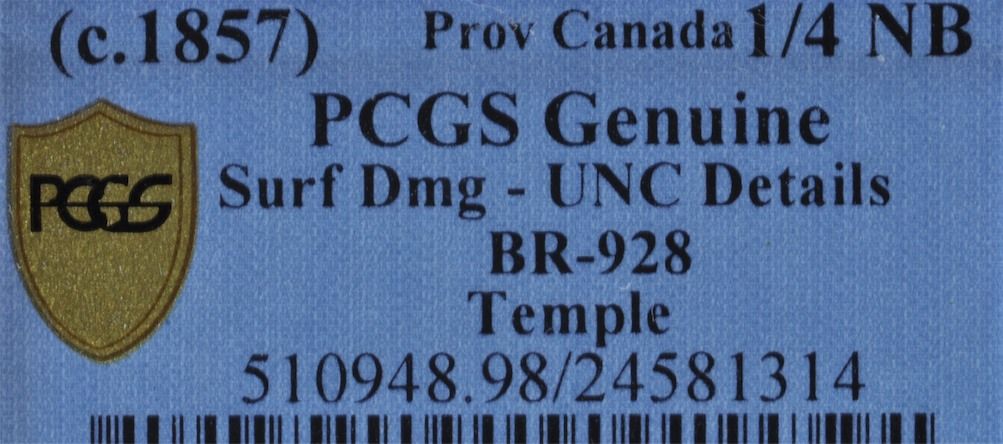 (c.1857) Prov Canada 1/4 NB
PCGS Genuine
PCGS
Surf Dmg - UNC Details
BR-928
Temple
510948.98/24581314